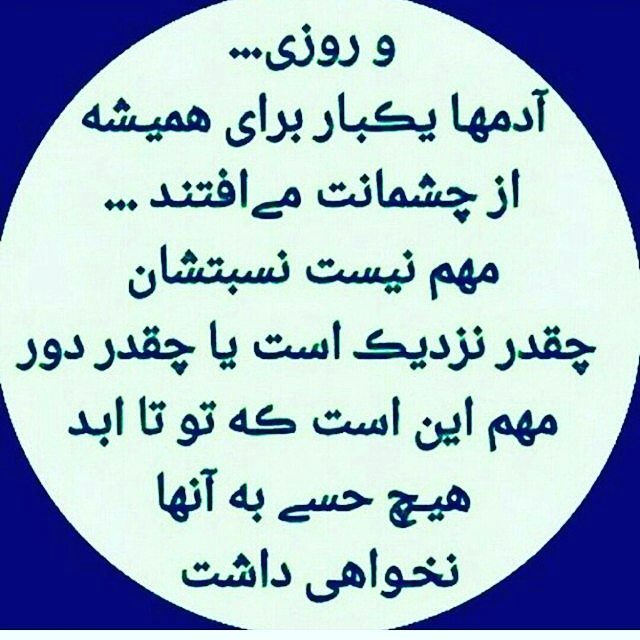 و روزی...
آدمها یکبار برای همیشه
از چشمانت می‌افتند ...
مهم نیست نسبتشان
چقدر نزدیک است یا چقدر دور
مهم این است که تو تا ابد
هیچ حسے به آنها
نخواهی داشت